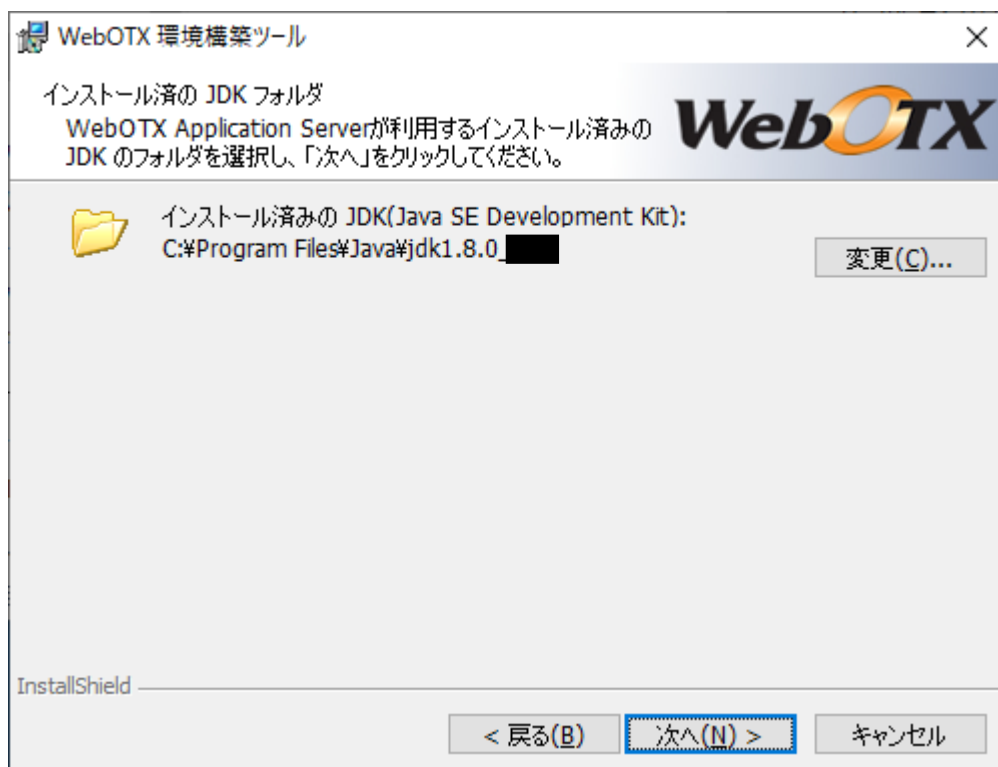 WebOTX 環境構築ツール
インストール済の JDK フォルダ
WebOTX Application Serverが利用するインストール済みの
JDK のフォルダを選択し、「次へ」をクリックしてください。
WebOTX
インストール済みの JDK(Java SE Development Kit):
C:¥Program Files¥Java¥jdk1.8.0_
変更(C)...
InstallShield
< 戻る(B)
次へ(N) >
キャンセル